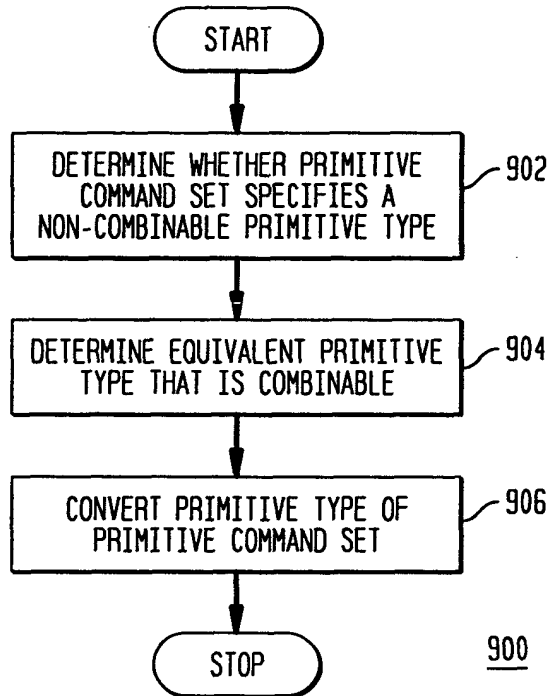 START
DETERMINE WHETHER PRIMITIVE
COMMAND SET SPECIFIES A
NON-COMBINABLE PRIMITIVE TYPE
902
DETERMINE EQUIVALENT PRIMITIVE
TYPE THAT IS COMBINABLE
904
CONVERT PRIMITIVE TYPE OF
PRIMITIVE COMMAND SET
906
STOP
900